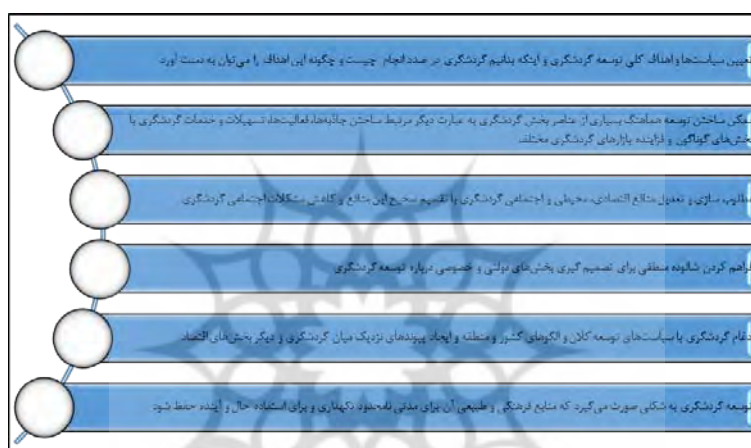 تعیین سیاست‌ها و اهداف کلی توسعه گردشگری و اینکه بدانیم گردشگری در صدد انجام چیست و چگونه این اهداف را می‌توان به دست آورد
ممکن ساختن توسعه هماهنگ بسیاری از عناصر بخش گردشگری به عبارت دیگر مرتبط ساختن جاذبه‌ها، فعالیت‌ها، تسهیلات و خدمات گردشگری با
بخش‌های گوناگون و فزاینده بازارهای گردشگری مختلف
مطلوب سازی و تعدیل منافع اقتصادی، محیطی و اجتماعی گردشگری با تقسیم صحیح این منافع و کاهش مشکلات اجتماعی گردشگری
فراهم کردن شالوده منطقی برای تصمیم گیری بخش‌های دولتی و خصوصی درباره توسعه گردشگری
ادغام گردشگری با سیاست‌های توسعه کلان و الگوهای کشور و منطقه و ایجاد پیوندهای نزدیک میان گردشگری و دیگر بخش‌های اقتصاد
توسعه گردشگری به شکلی صورت می‌گیرد که منابع فرهنگی و طبیعی آن برای مدتی نامحدود نگهداری و برای استفاده حال و آینده حفظ شود